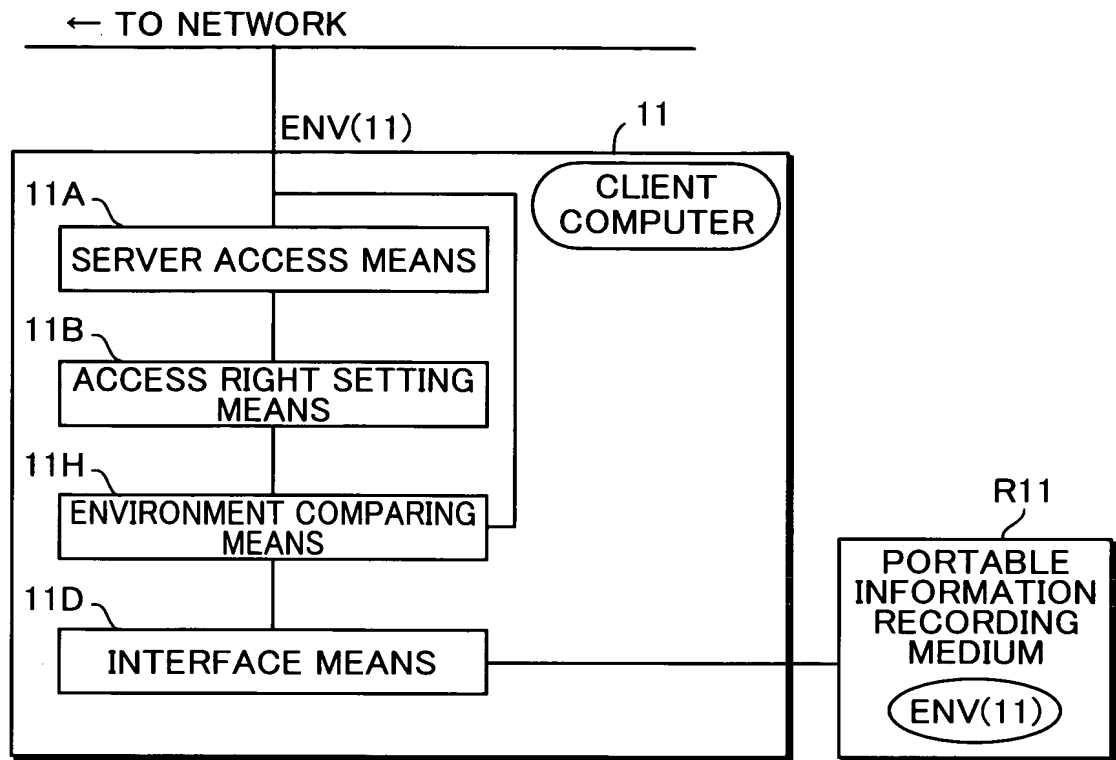 ← TO NETWORK
ENV(11)
11
CLIENT
COMPUTER
11A
SERVER ACCESS MEANS
11B
ACCESS RIGHT SETTING
MEANS
11H
ENVIRONMENT COMPARING
MEANS
11D
INTERFACE MEANS
R11
PORTABLE
INFORMATION
RECORDING
MEDIUM
ENV(11)